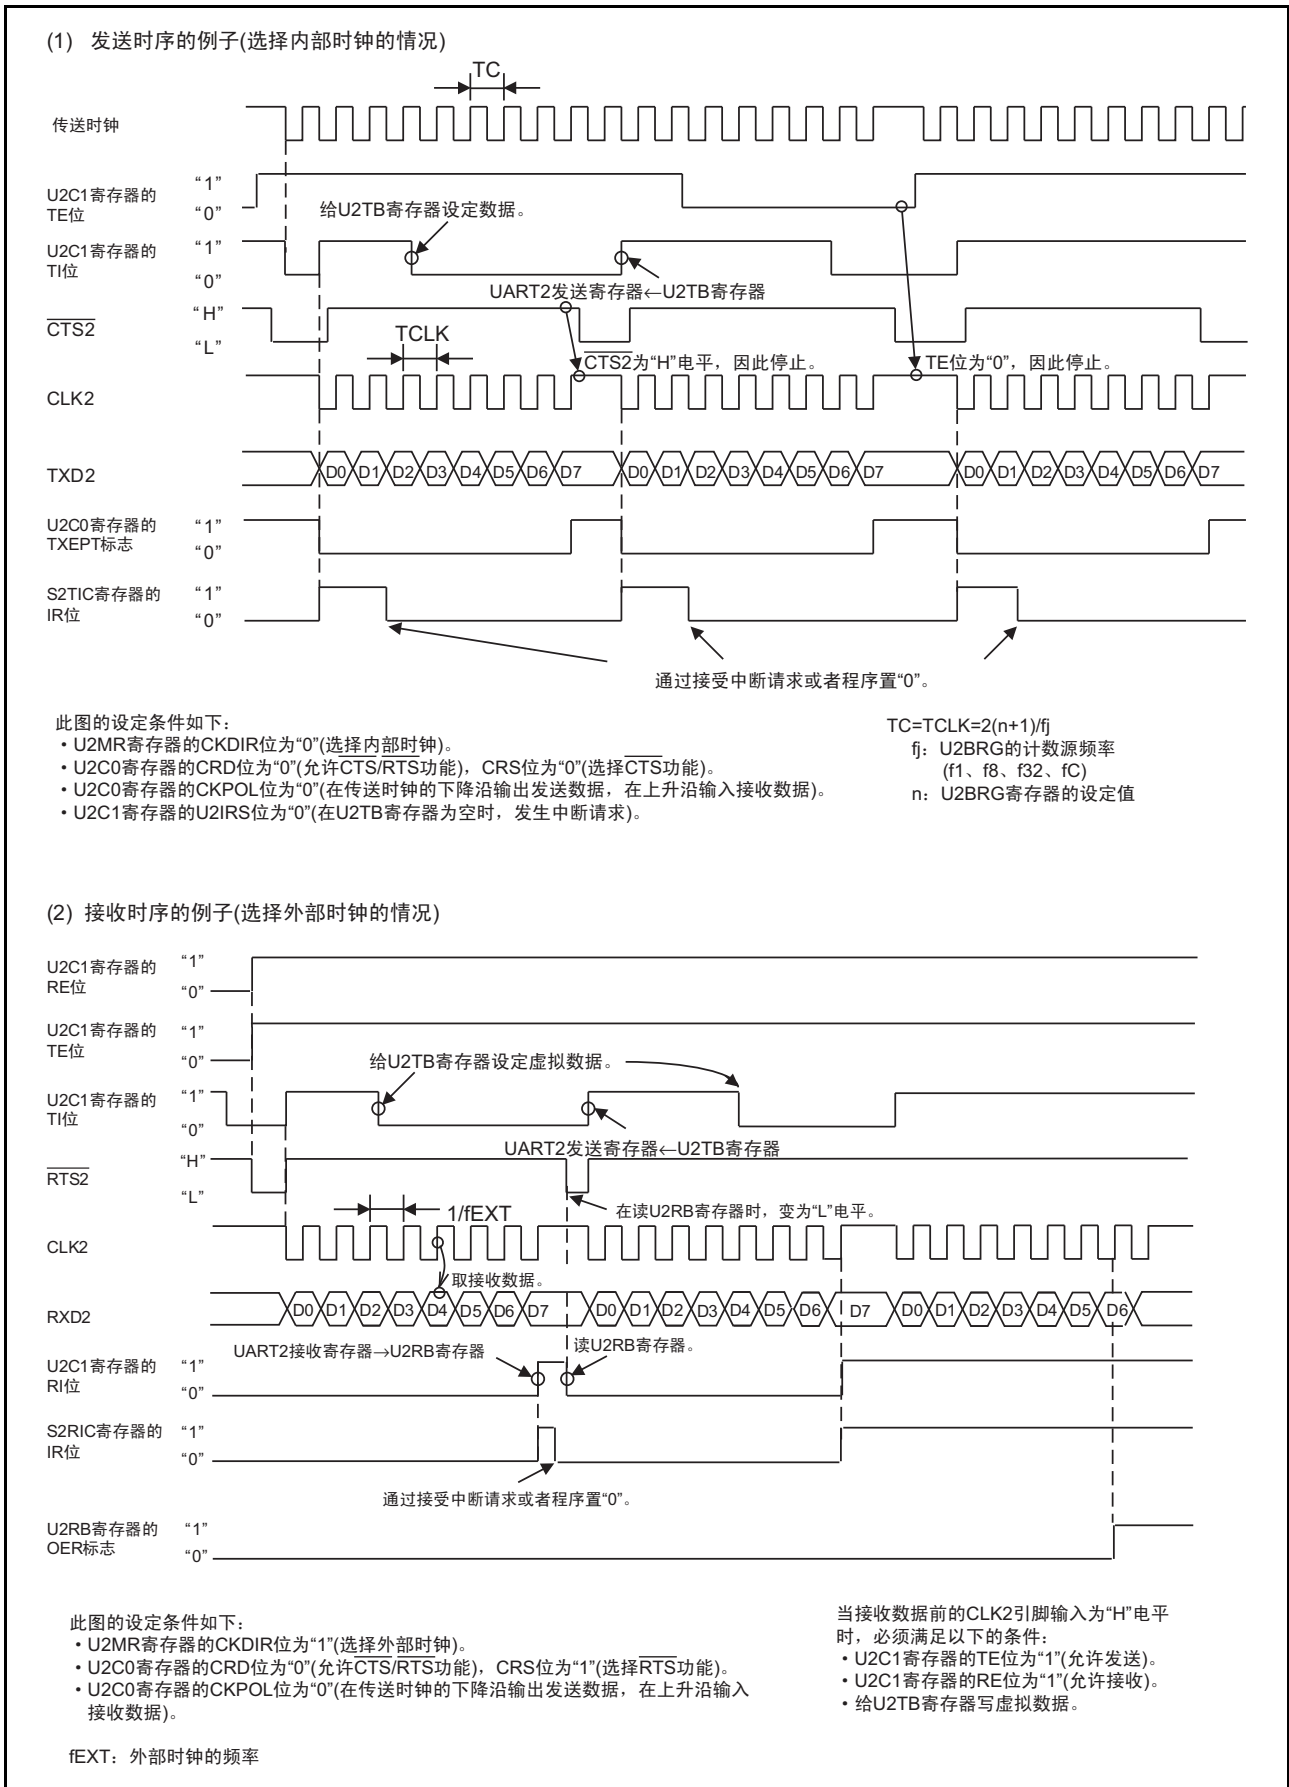 (1) 发送时序的例子(选择内部时钟的情况)
TC
传送时钟
U2C1寄存器的
TE位
“1”
“0”
给U2TB寄存器设定数据。
U2C1寄存器的
TI位
“1”
“0”
UART2发送寄存器←U2TB寄存器
CTS2
“H”
“L”
TCLK
CTS2为“H”电平，因此停止。
TE位为“0”，因此停止。
CLK2
TXD2
D0 D1 D2 D3 D4 D5 D6 D7 D0 D1 D2 D3 D4 D5 D6 D7 D0 D1 D2 D3 D4 D5 D6 D7
U2C0寄存器的
TXEPT标志
“1”
“0”
S2TIC寄存器的
IR位
“1”
“0”
通过接受中断请求或者程序置“0”。
此图的设定条件如下：
・U2MR寄存器的CKDIR位为“0”(选择内部时钟)。
・U2C0寄存器的CRD位为“0”(允许CTS/RTS功能)，CRS位为“0”(选择CTS功能)。
・U2C0寄存器的CKPOL位为“0”(在传送时钟的下降沿输出发送数据，在上升沿输入接收数据)。
・U2C1寄存器的U2IRS位为“0”(在U2TB寄存器为空时，发生中断请求)。
TC=TCLK=2(n+1)/fj
fj：U2BRG的计数源频率
(f1、f8、f32、fC)
n：U2BRG寄存器的设定值
(2) 接收时序的例子(选择外部时钟的情况)
U2C1寄存器的
RE位
“1”
“0”
U2C1寄存器的
TE位
“1”
“0”
给U2TB寄存器设定虚拟数据。
U2C1寄存器的
TI位
“1”
“0”
UART2发送寄存器←U2TB寄存器
RTS2
“H”
“L”
1/fEXT
在读U2RB寄存器时，变为“L”电平。
CLK2
取接收数据。
RXD2
D0 D1 D2 D3 D4 D5 D6 D7 D0 D1 D2 D3 D4 D5 D6 D7 D0 D1 D2 D3 D4 D5 D6
UART2接收寄存器→U2RB寄存器
读U2RB寄存器。
U2C1寄存器的
RI位
“1”
“0”
S2RIC寄存器的
IR位
“1”
“0”
通过接受中断请求或者程序置“0”。
U2RB寄存器的
OER标志
“1”
“0”
此图的设定条件如下：
・U2MR寄存器的CKDIR位为“1”(选择外部时钟)。
・U2C0寄存器的CRD位为“0”(允许CTS/RTS功能)，CRS位为“1”(选择RTS功能)。
・U2C0寄存器的CKPOL位为“0”(在传送时钟的下降沿输出发送数据，在上升沿输入
接收数据)。
fEXT：外部时钟的频率
当接收数据前的CLK2引脚输入为“H”电平
时，必须满足以下的条件：
・U2C1寄存器的TE位为“1”(允许发送)。
・U2C1寄存器的RE位为“1”(允许接收)。
・给U2TB寄存器写虚拟数据。